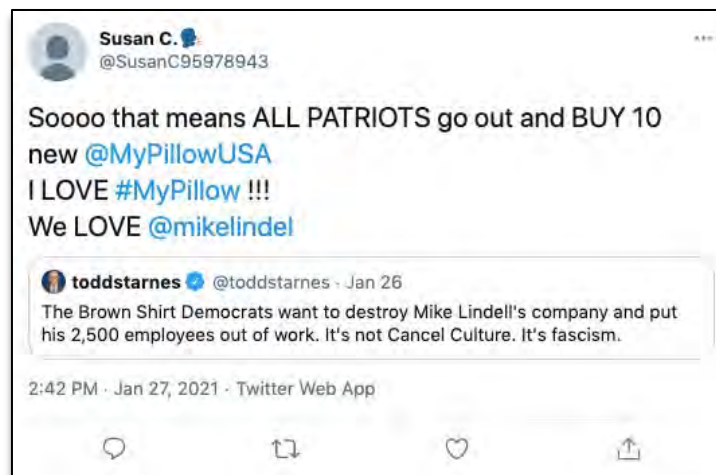 Susan C.🗣
@SusanC95978943
Soooo that means ALL PATRIOTS go out and BUY 10
new @MyPillowUSA
I LOVE #MyPillow !!!
We LOVE @mikelindel
toddstarnes @toddstarnes · Jan 26
The Brown Shirt Democrats want to destroy Mike Lindell's company and put
his 2,500 employees out of work. It's not Cancel Culture. It's fascism.
2:42 PM · Jan 27, 2021 · Twitter Web App